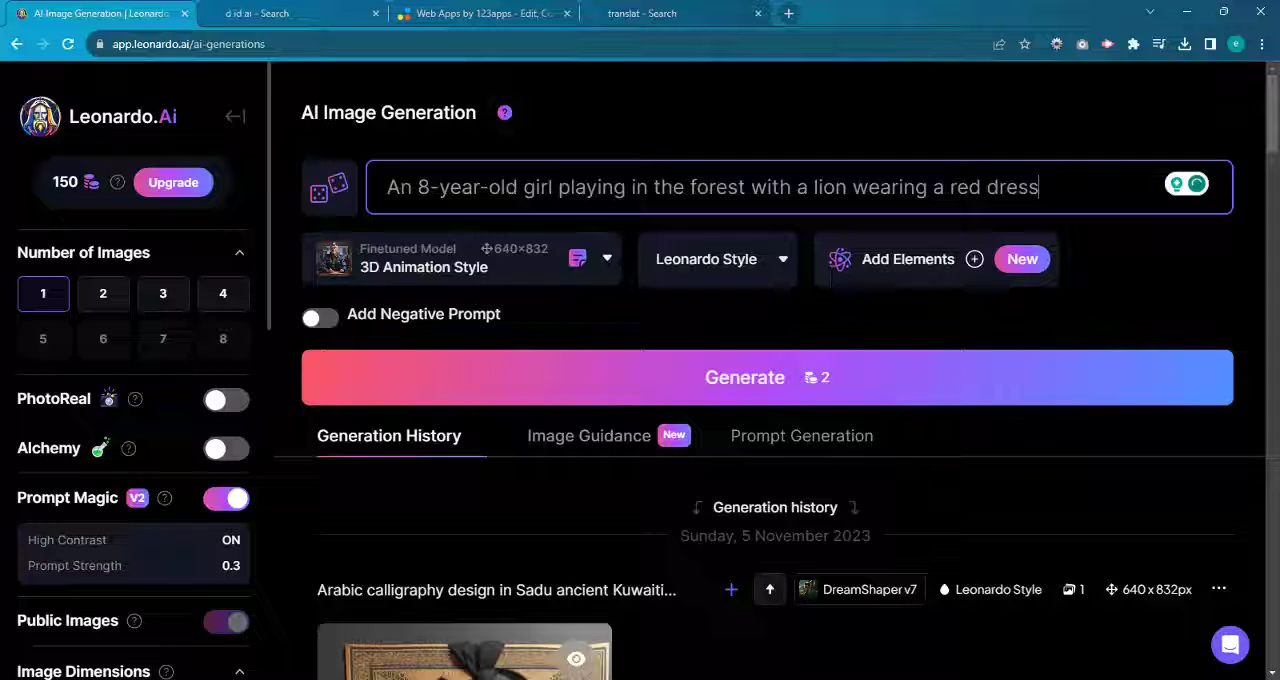 AI Image Generation | Leonardo.
d id ai - Search
Web Apps by 123apps - Edit, Co
translat - Search
app.leonardo.ai/ai-generations
e
Leonardo.Ai
AI Image Generation ?
150 ? Upgrade
An 8-year-old girl playing in the forest with a lion wearing a red dress
Number of Images
Finetuned Model 640×832
3D Animation Style
Leonardo Style
Add Elements New
1 2 3 4
5 6 7 8
Add Negative Prompt
Generate 2
PhotoReal ?
Alchemy ?
Generation History Image Guidance New Prompt Generation
Prompt Magic V2 ?
High Contrast ON
Prompt Strength 0.3
Generation history
Sunday, 5 November 2023
Arabic calligraphy design in Sadu ancient Kuwaiti... DreamShaper v7 Leonardo Style 1 640 x 832px
Public Images ?
Image Dimensions ?